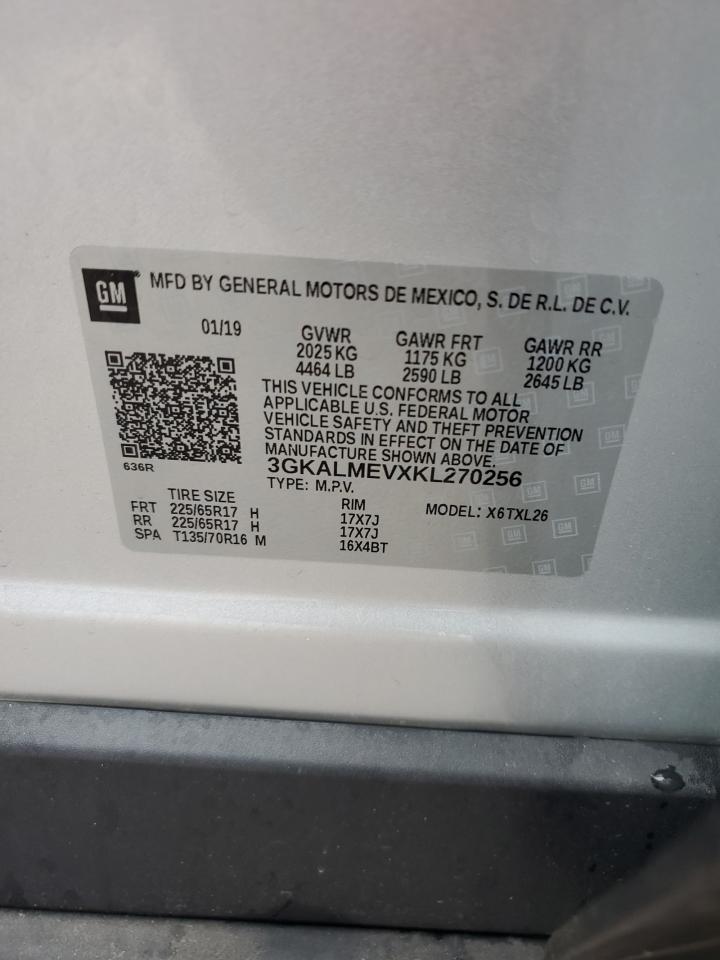 GM
MFD BY GENERAL MOTORS DE MEXICO, S. DE R.L. DE C.V.
01/19 GVWR GAWR FRT GAWR RR
2025 KG 1175 KG 1200 KG
4464 LB 2590 LB 2645 LB
THIS VEHICLE CONFORMS TO ALL
APPLICABLE U.S. FEDERAL MOTOR
VEHICLE SAFETY AND THEFT PREVENTION
STANDARDS IN EFFECT ON THE DATE OF
MANUFACTURE SHOWN ABOVE.
636R
3GKALMEVXKL270256
TYPE: M.P.V.
TIRE SIZE RIM MODEL: X6TXL26
FRT 225/65R17 H 17X7J
RR 225/65R17 H 17X7J
SPA T135/70R16 M 16X4BT